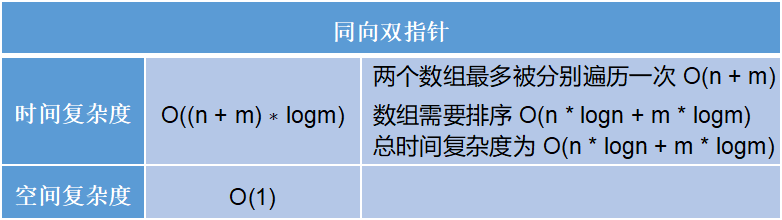 同向双指针
时间复杂度
O((n + m) * logm)
两个数组最多被分别遍历一次 O(n + m)
数组需要排序 O(n * logn + m * logm)
总时间复杂度为 O(n * logn + m * logm)
空间复杂度
O(1)